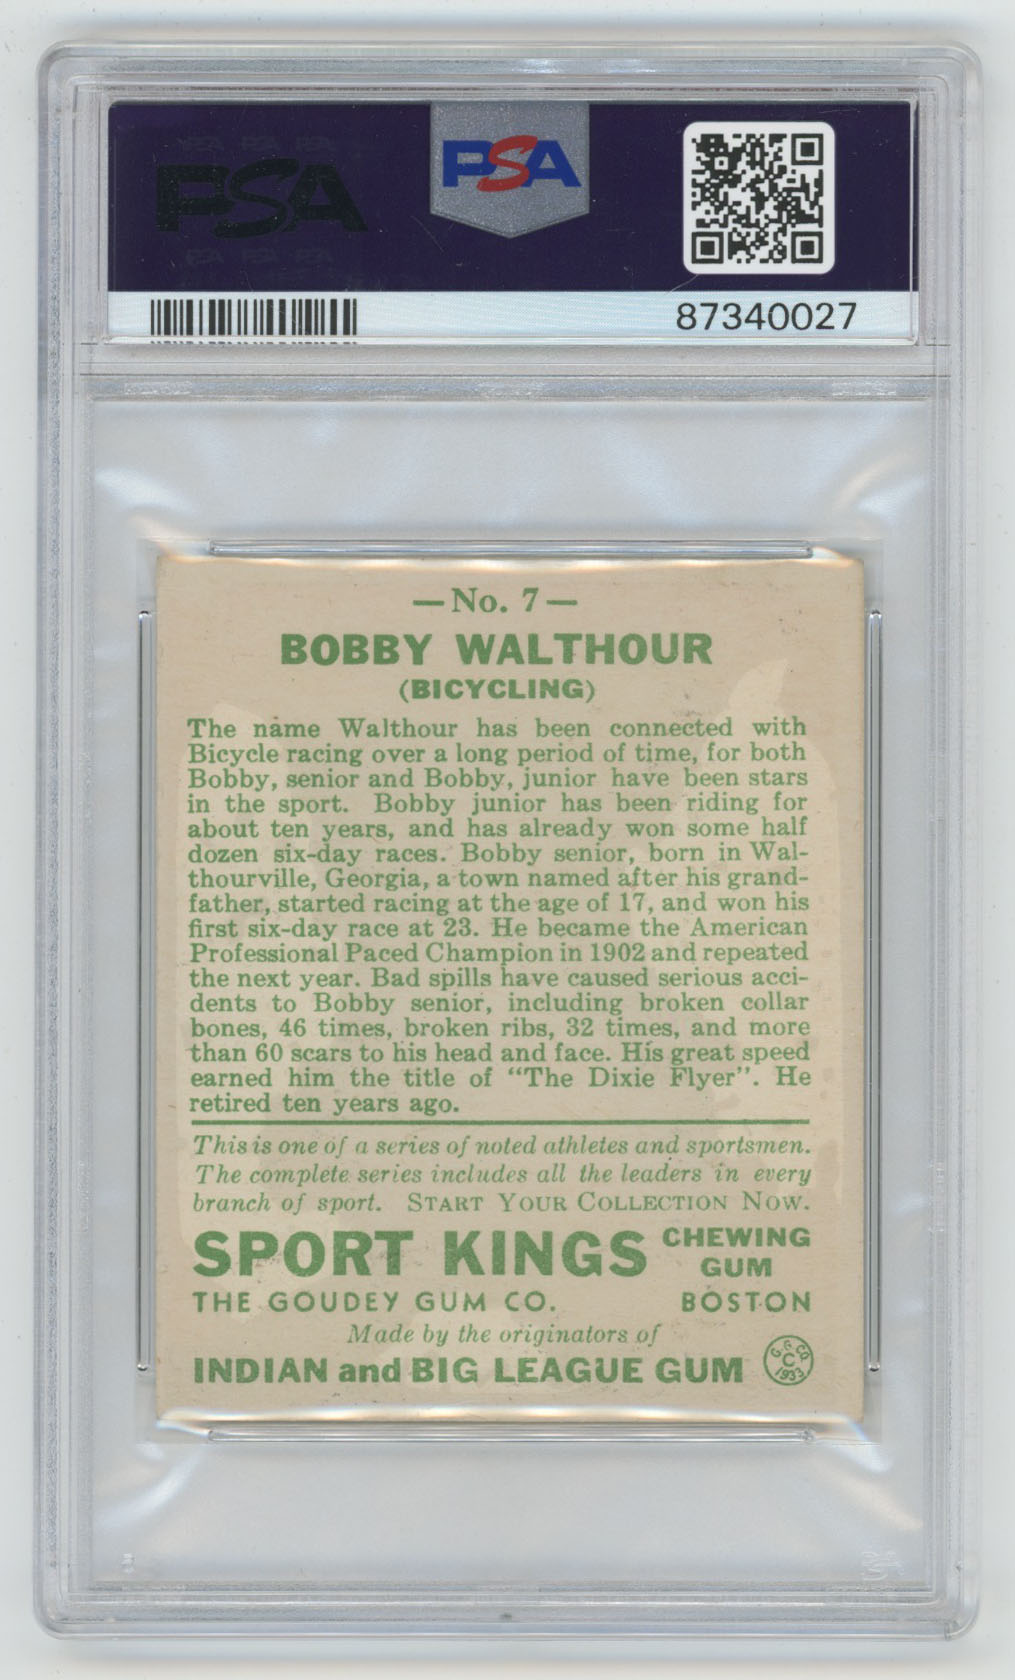 PSA
PSA
87340027
—No. 7—
BOBBY WALTHOUR
(BICYCLING)
The name Walthour has been connected with
Bicycle racing over a long period of time, for both
Bobby, senior and Bobby, junior have been stars
in the sport. Bobby junior has been riding for
about ten years, and has already won some half
dozen six-day races. Bobby senior, born in Wal-
thourville, Georgia, a town named after his grand-
father, started racing at the age of 17, and won his
first six-day race at 23. He became the American
Professional Paced Champion in 1902 and repeated
the next year. Bad spills have caused serious acci-
dents to Bobby senior, including broken collar
bones, 46 times, broken ribs, 32 times, and more
than 60 scars to his head and face. His great speed
earned him the title of "The Dixie Flyer". He
retired ten years ago.
This is one of a series of noted athletes and sportsmen.
The complete series includes all the leaders in every
branch of sport. START YOUR COLLECTION NOW.
SPORT KINGS CHEWING GUM
THE GOUDEY GUM CO. BOSTON
Made by the originators of
INDIAN and BIG LEAGUE GUM
G. G. CO.
C
1933